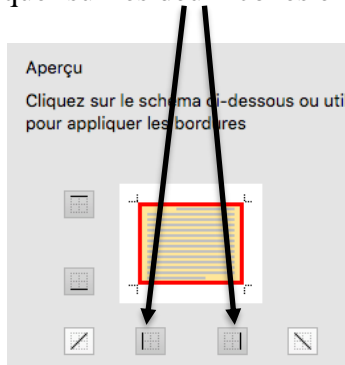 Aperçu
Cliquez sur le schéma ci-dessous ou uti
pour appliquer les bordures